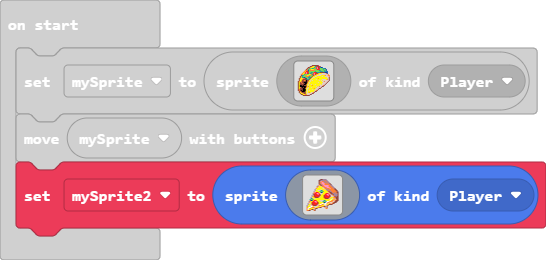 on start
set mySprite to sprite of kind Player
move mySprite with buttons
set mySprite2 to sprite of kind Player